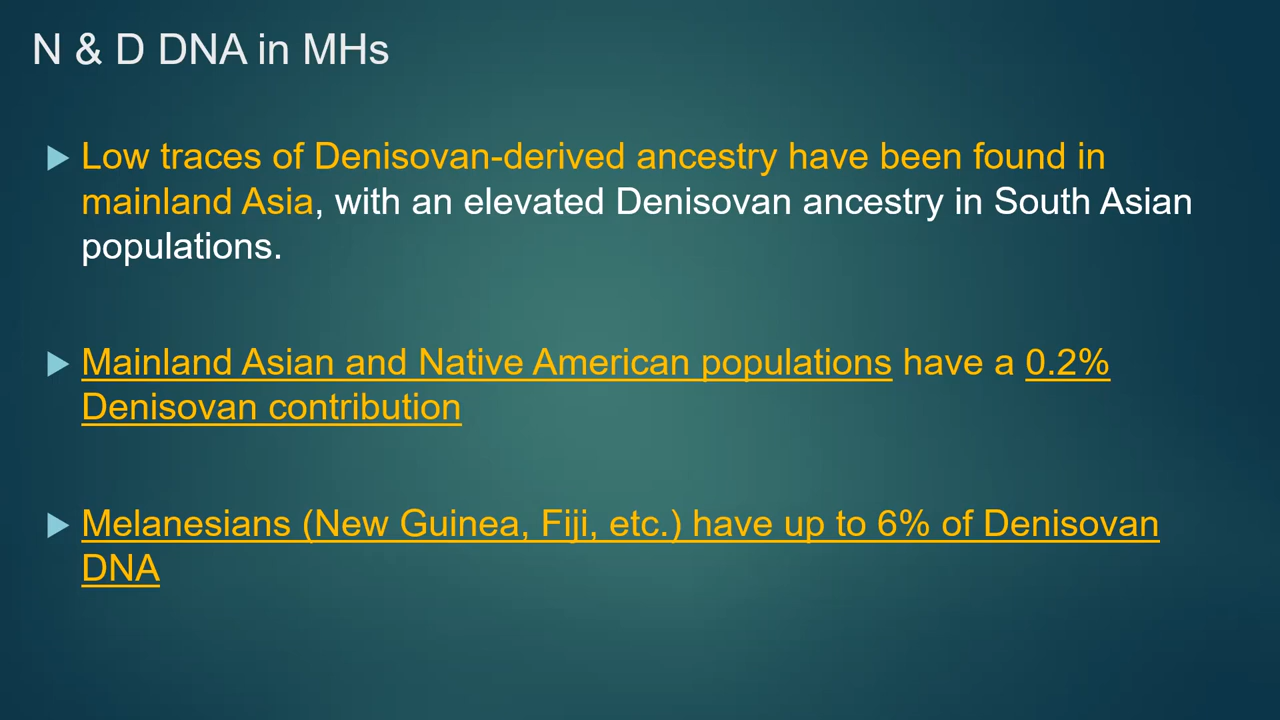 N & D DNA in MHs
Low traces of Denisovan-derived ancestry have been found in
mainland Asia, with an elevated Denisovan ancestry in South Asian
populations.
Mainland Asian and Native American populations have a 0.2%
Denisovan contribution
Melanesians (New Guinea, Fiji, etc.) have up to 6% of Denisovan
DNA